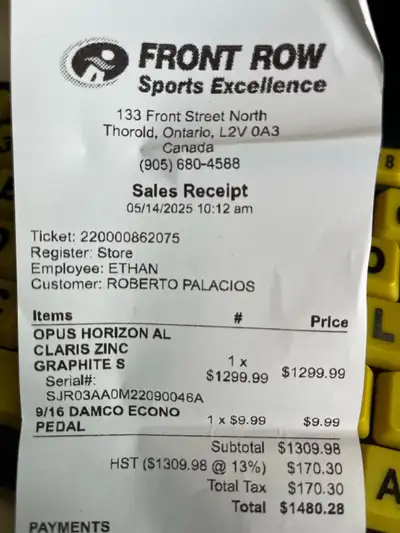 FRONT ROW
Sports Excellence
133 Front Street North
Thorold, Ontario, L2V 0A3
Canada
(905) 680-4588
Sales Receipt
05/14/2025 10:12 am
Ticket: 220000862075
Register: Store
Employee: ETHAN
Customer: ROBERTO PALACIOS
Items # Price
OPUS HORIZON AL
CLARIS ZINC
GRAPHITE S
1 x
$1299.99 $1299.99
Serial#:
SJR03AA0M22090046A
9/16 DAMCO ECONO
PEDAL 1 x $9.99 $9.99
Subtotal $1309.98
HST ($1309.98 @ 13%) $170.30
Total Tax $170.30
Total $1480.28
PAYMENTS
8
L
A